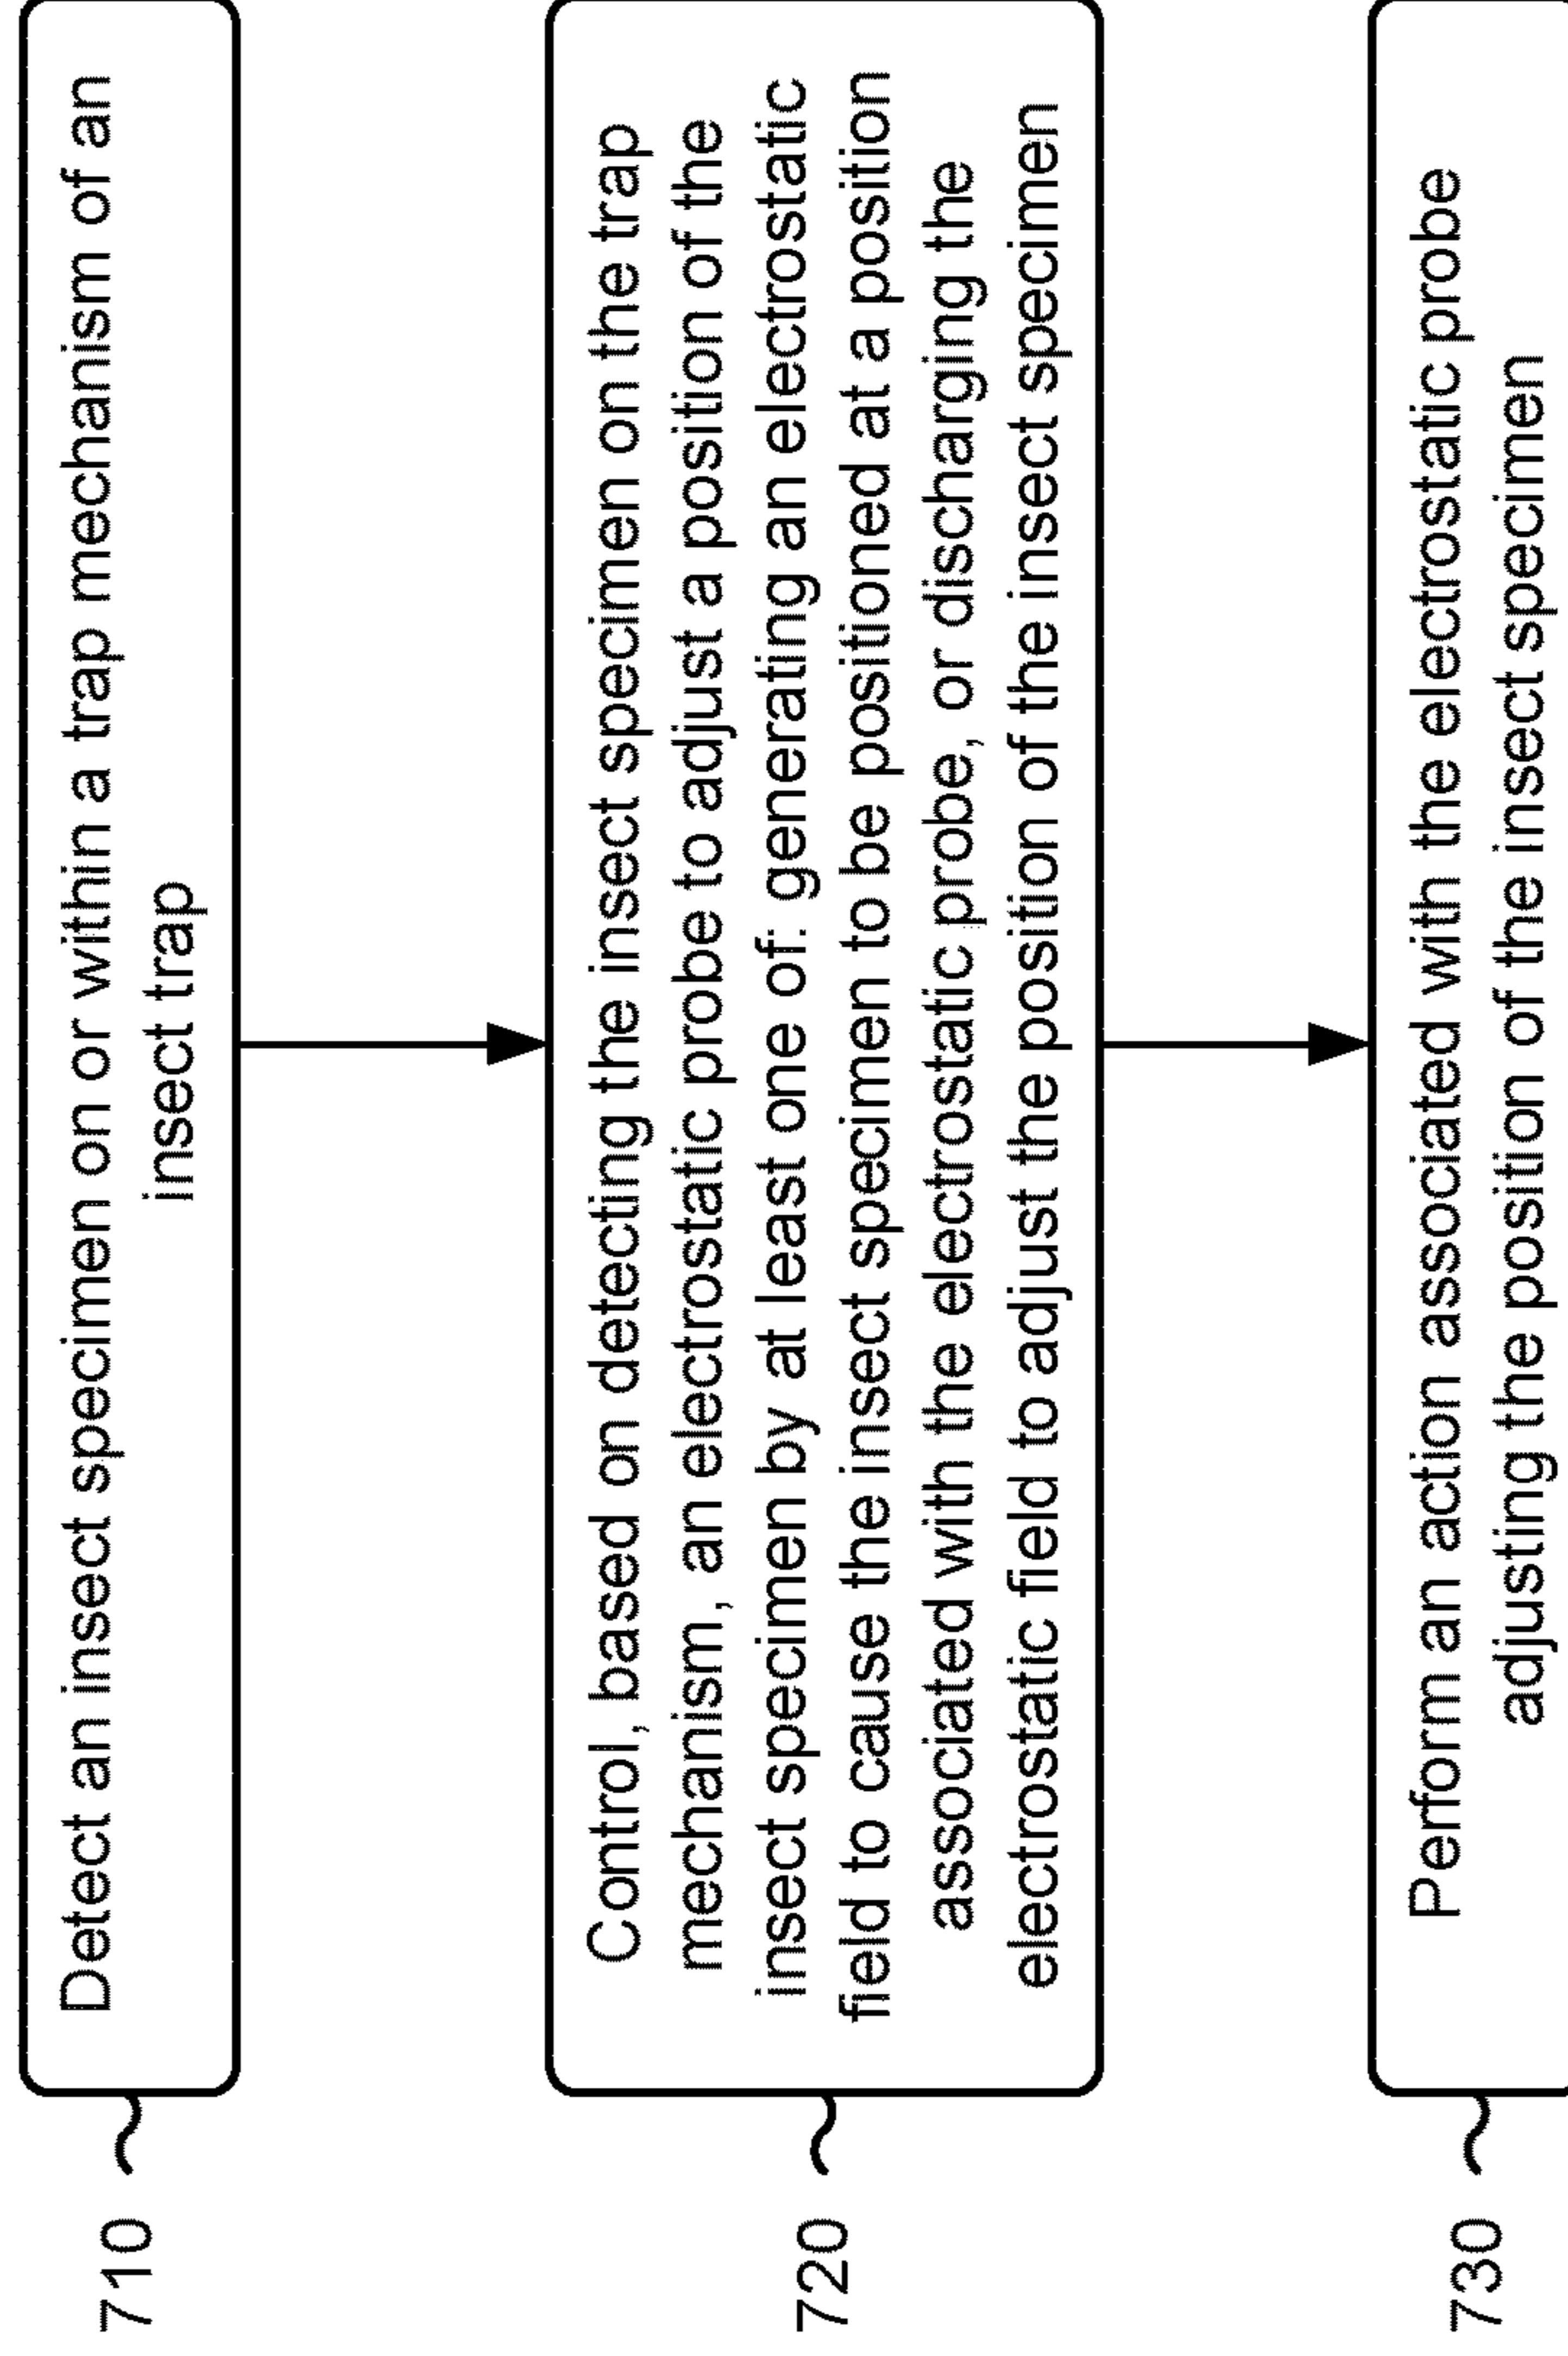 710
Detect an insect specimen on or within a trap mechanism of an
insect trap
720
Control, based on detecting the insect specimen on the trap
mechanism, an electrostatic probe to adjust a position of the
insect specimen by at least one of: generating an electrostatic
field to cause the insect specimen to be positioned at a position
associated with the electrostatic probe, or discharging the
electrostatic field to adjust the position of the insect specimen
730
Perform an action associated with the electrostatic probe
adjusting the position of the insect specimen